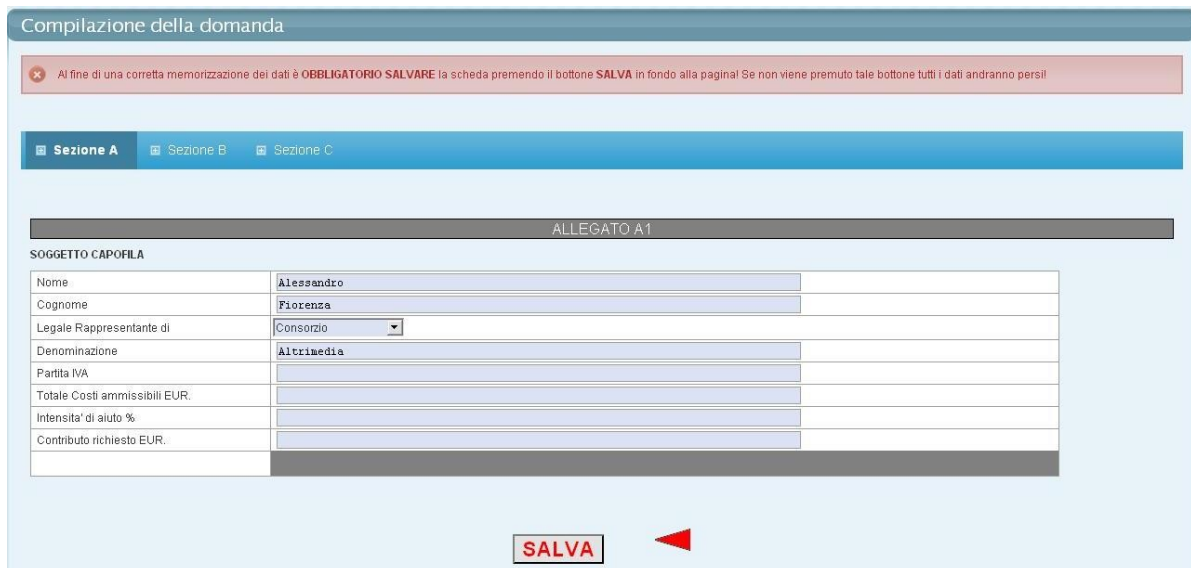 Compilazione della domanda
Al fine di una corretta memorizzazione dei dati è OBBLIGATORIO SALVARE la scheda premendo il bottone SALVA in fondo alla pagina! Se non viene premuto tale bottone tutti i dati andranno persi!
Sezione A Sezione B Sezione C
ALLEGATO A1
SOGGETTO CAPOFILA
Nome Alessandro
Cognome Fiorenza
Legale Rappresentante di Consorzio
Denominazione Altrimedia
Partita IVA
Totale Costi ammissibili EUR.
Intensita' di aiuto %
Contributo richiesto EUR.
SALVA